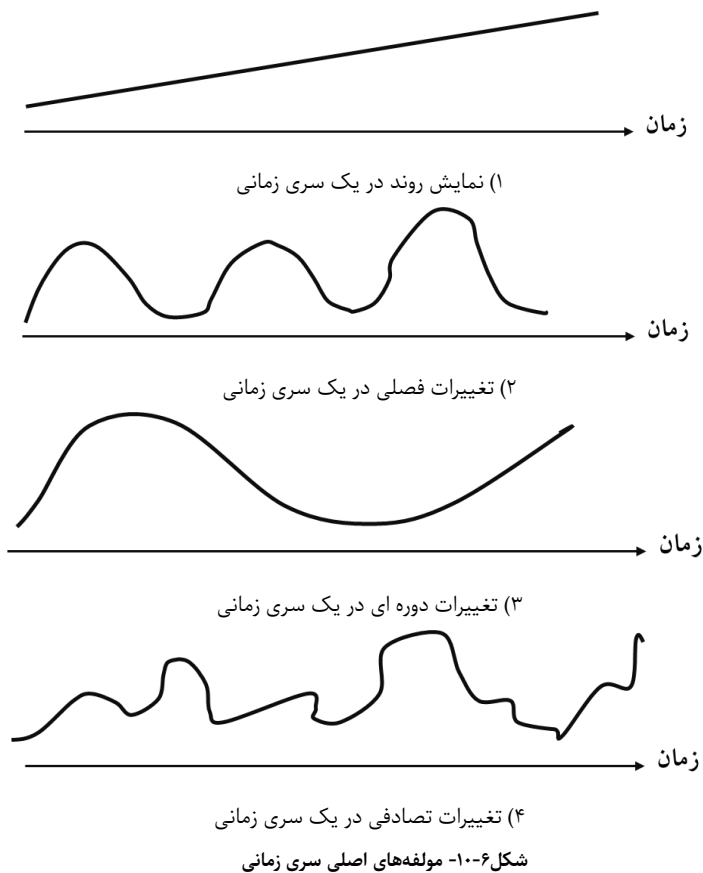 زمان
۱) نمایش روند در یک سری زمانی
زمان
۲) تغییرات فصلی در یک سری زمانی
زمان
۳) تغییرات دوره ای در یک سری زمانی
زمان
۴) تغییرات تصادفی در یک سری زمانی
شکل۶-۱۰- مولفه‌های اصلی سری زمانی